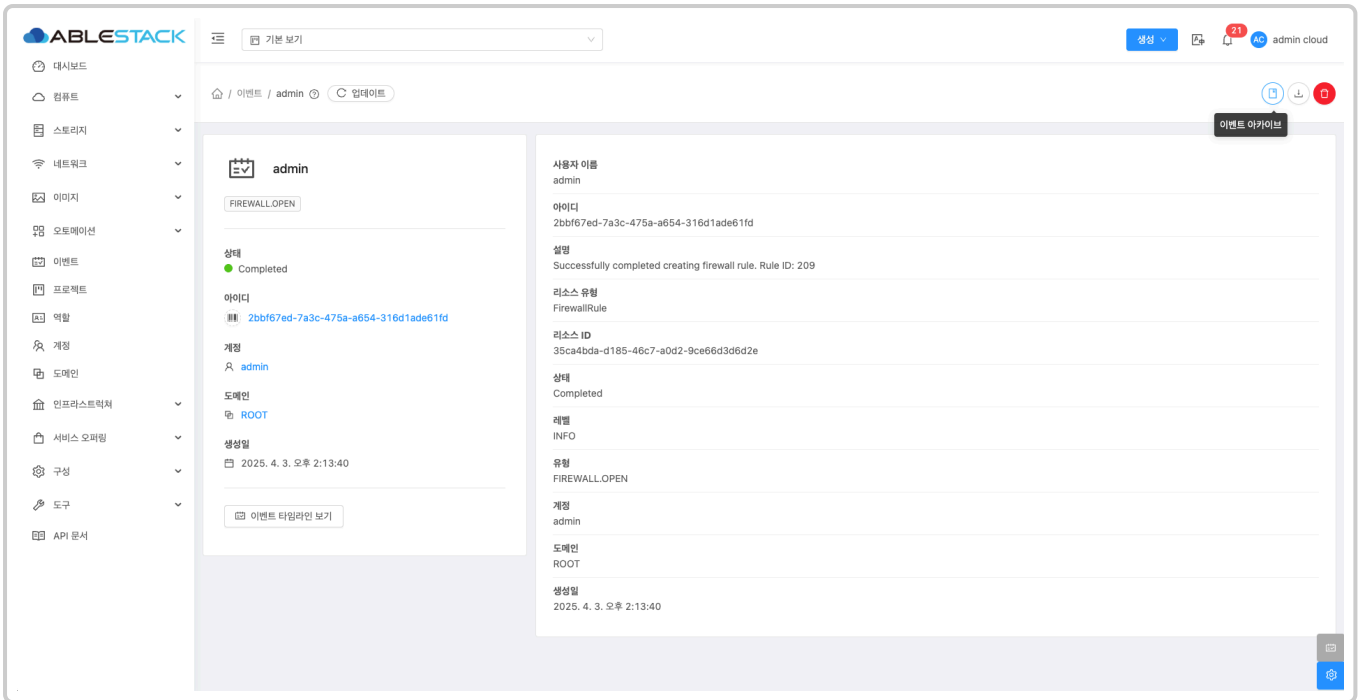 ABLESTACK
기본 보기
생성
21
AC
admin cloud
대시보드
컴퓨트
스토리지
네트워크
이미지
오토메이션
이벤트
프로젝트
역할
계정
도메인
인프라스트럭쳐
서비스 오퍼링
구성
도구
API 문서
/ 이벤트 / admin
업데이트
이벤트 아카이브
admin
FIREWALL.OPEN
상태
Completed
아이디
2bbf67ed-7a3c-475a-a654-316d1ade61fd
계정
admin
도메인
ROOT
생성일
2025. 4. 3. 오후 2:13:40
이벤트 타임라인 보기
사용자 이름
admin
아이디
2bbf67ed-7a3c-475a-a654-316d1ade61fd
설명
Successfully completed creating firewall rule. Rule ID: 209
리소스 유형
FirewallRule
리소스 ID
35ca4bda-d185-46c7-a0d2-9ce66d3d6d2e
상태
Completed
레벨
INFO
유형
FIREWALL.OPEN
계정
admin
도메인
ROOT
생성일
2025. 4. 3. 오후 2:13:40